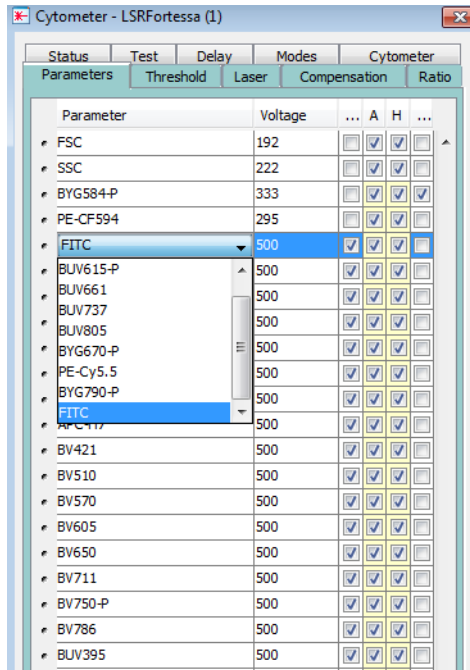 Cytometer - LSRFortessa (1)
Status Test Delay Modes Cytometer
Parameters Threshold Laser Compensation Ratio
Parameter Voltage ... A H ...
FSC 192
SSC 222
BYG584-P 333
PE-CF594 295
FITC 500
BUV615-P 500
BUV661 500
BUV737 500
BUV805 500
BYG670-P 500
PE-Cy5.5 500
BYG790-P 500
FITC
500
BV421 500
BV510 500
BV570 500
BV605 500
BV650 500
BV711 500
BV750-P 500
BV786 500
BUV395 500